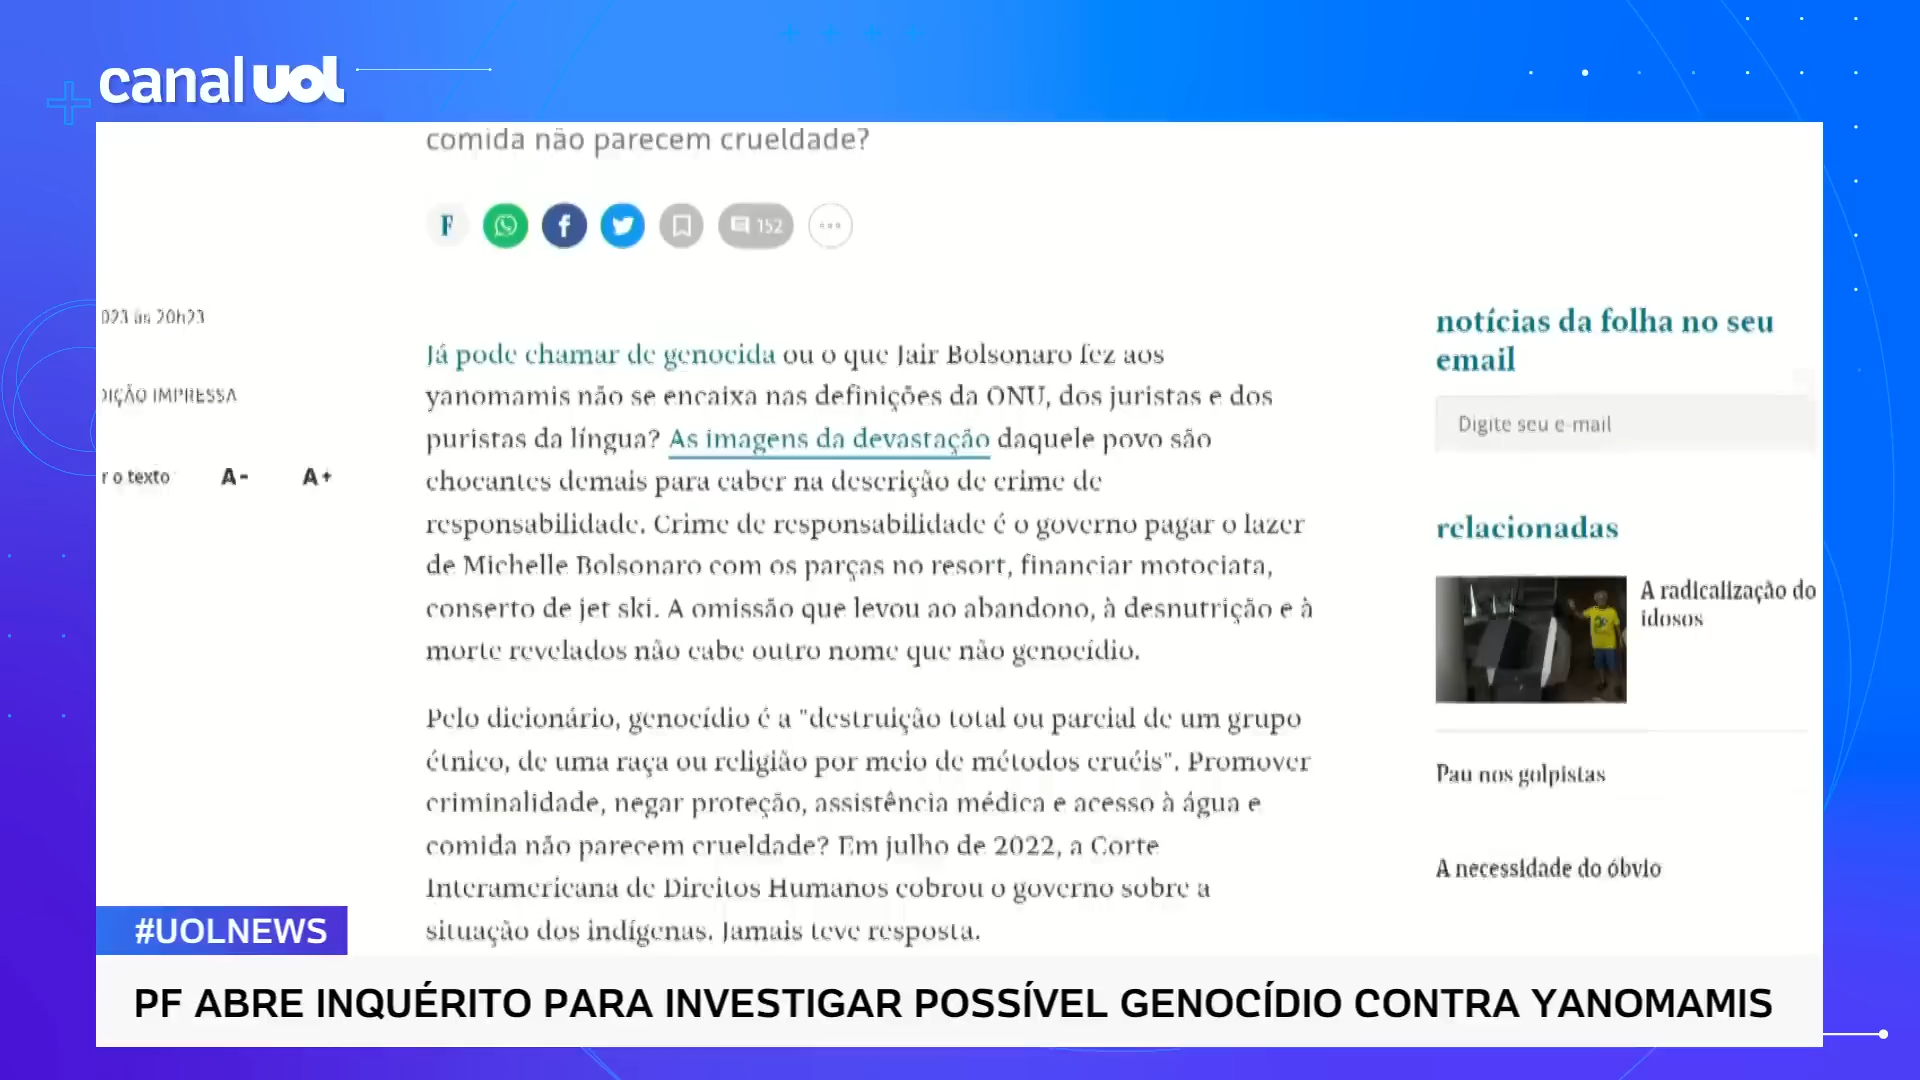 canal uol
comida não parecem crueldade?
F
f
152
023 às 20h23
DIÇÃO IMPRESSA
r o texto A- A+
Já pode chamar de genocida ou o que Jair Bolsonaro fez aos
yanomamis não se encaixa nas definições da ONU, dos juristas e dos
puristas da língua? As imagens da devastação daquele povo são
chocantes demais para caber na descrição de crime de
responsabilidade. Crime de responsabilidade é o governo pagar o lazer
de Michelle Bolsonaro com os parças no resort, financiar motociata,
conserto de jet ski. A omissão que levou ao abandono, à desnutrição e à
morte revelados não cabe outro nome que não genocídio.
Pelo dicionário, genocídio é a "destruição total ou parcial de um grupo
étnico, de uma raça ou religião por meio de métodos cruéis". Promover
criminalidade, negar proteção, assistência médica e acesso à água e
comida não parecem crueldade? Em julho de 2022, a Corte
Interamericana de Direitos Humanos cobrou o governo sobre a
situação dos indígenas. Jamais teve resposta.
notícias da folha no seu
email
Digite seu e-mail
relacionadas
A radicalização do
idosos
Pau nos golpistas
A necessidade do óbvio
#UOLNEWS
PF ABRE INQUÉRITO PARA INVESTIGAR POSSÍVEL GENOCÍDIO CONTRA YANOMAMIS